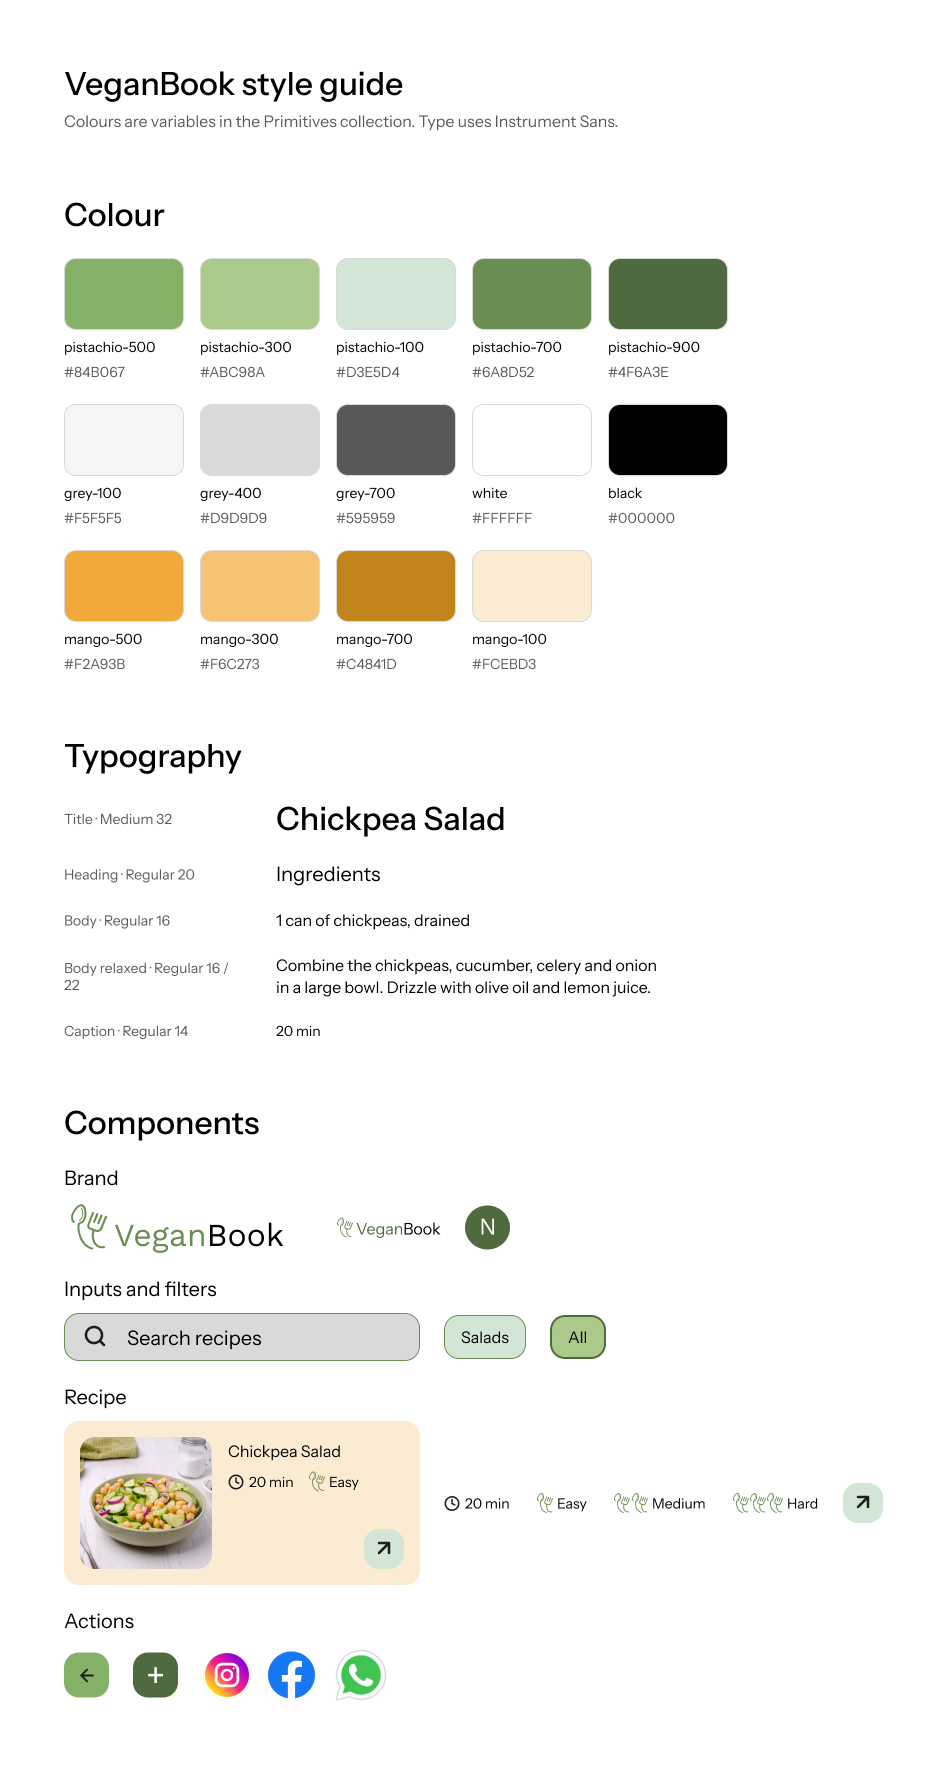 VeganBook style guide
Colours are variables in the Primitives collection. Type uses Instrument Sans.
Colour
pistachio-500
pistachio-300
pistachio-100
pistachio-700
pistachio-900
#84B067
#ABC98A
#D3E5D4
#6A8D52
#4F6A3E
grey-100
grey-400
grey-700
white
black
#F5F5F5
#D9D9D9
#595959
#FFFFFF
#000000
mango-500
mango-300
mango-700
mango-100
#F2A93B
#F6C273
#C4841D
#FCEBD3
Typography
Title · Medium 32
Chickpea Salad
Heading · Regular 20
Ingredients
Body · Regular 16
1 can of chickpeas, drained
Body relaxed · Regular 16 /
22
Combine the chickpeas, cucumber, celery and onion
in a large bowl. Drizzle with olive oil and lemon juice.
Caption · Regular 14
20 min
Components
Brand
VeganBook
VeganBook
N
Inputs and filters
Search recipes
Salads
All
Recipe
Chickpea Salad
20 min
Easy
20 min
Easy
Medium
Hard
Actions